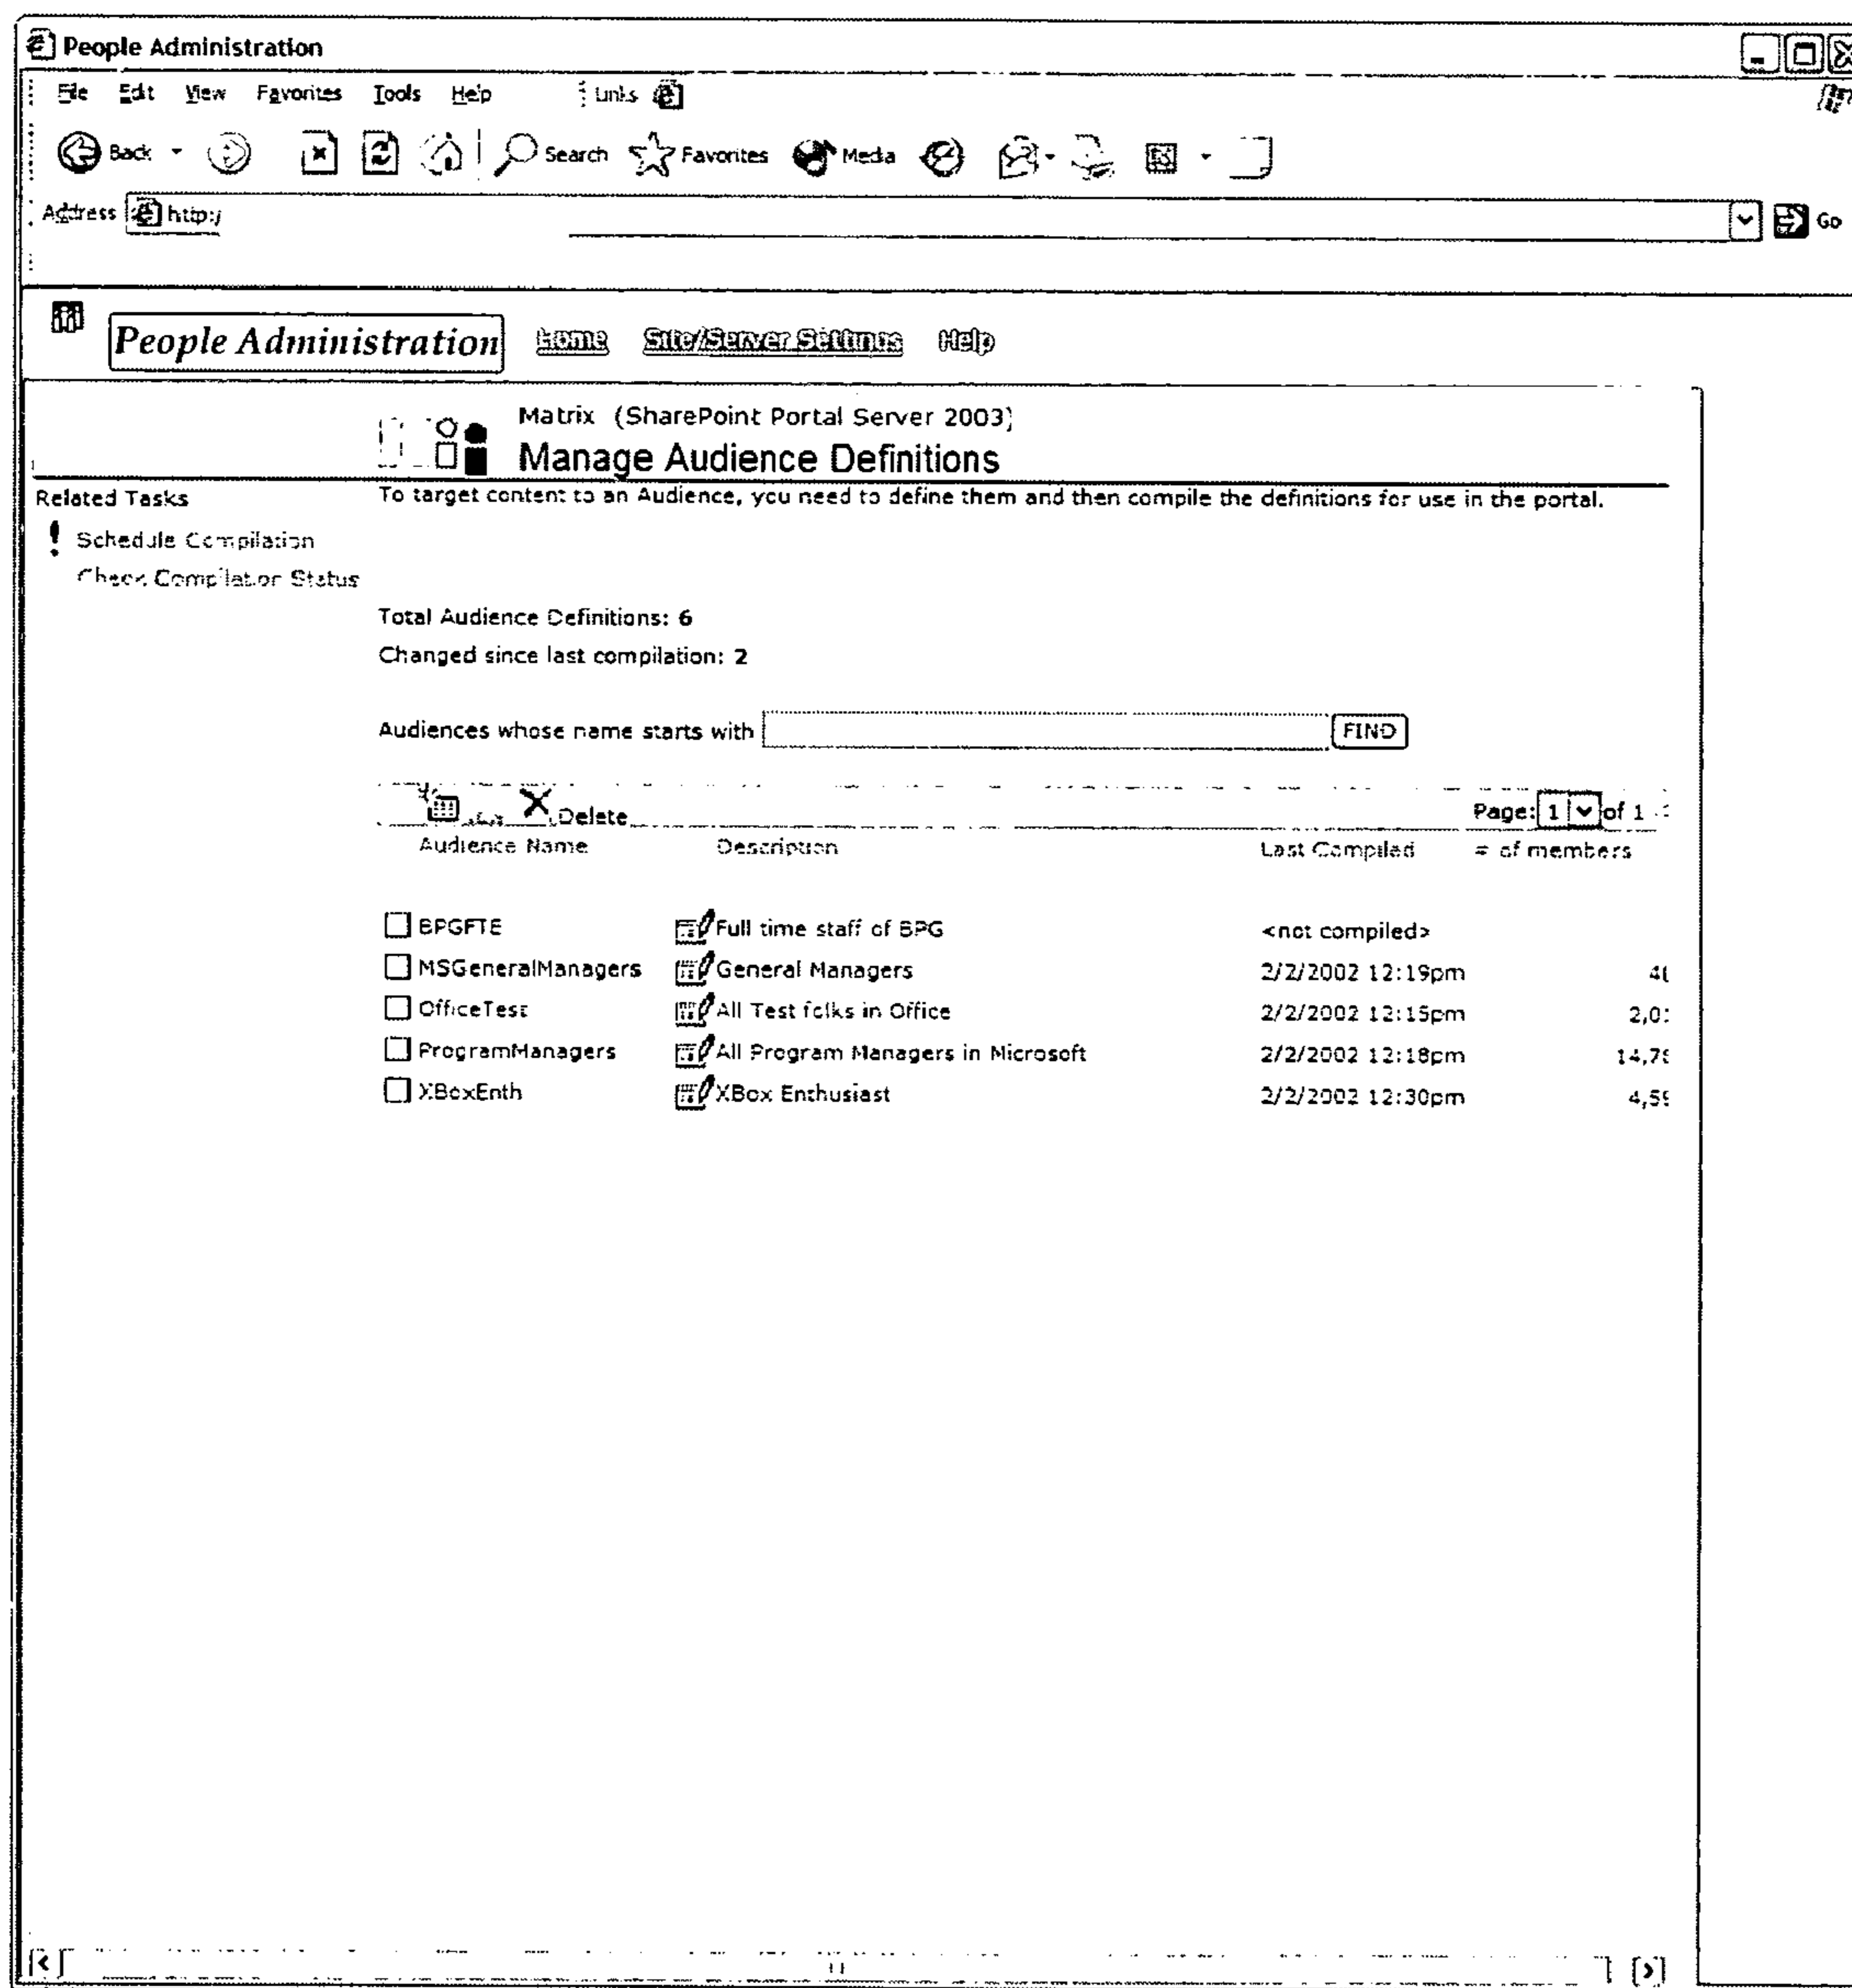 People Administration
File Edit View Favorites Tools Help Links
Back Search Favorites Media
Address http:/ Go
People Administration Home Site/Server Settings Help
Matrix (SharePoint Portal Server 2003)
Manage Audience Definitions
Related Tasks
To target content to an Audience, you need to define them and then compile the definitions for use in the portal.
! Schedule Compilation
Check Compilation Status
Total Audience Definitions: 6
Changed since last compilation: 2
Audiences whose name starts with FIND
Delete Page: 1 of 1
Audience Name Description Last Compiled # of members
BPGFTE Full time staff of BPG <not compiled>
MSGeneralManagers General Managers 2/2/2002 12:19pm
OfficeTest All Test folks in Office 2/2/2002 12:15pm
ProgramManagers All Program Managers in Microsoft 2/2/2002 12:18pm
XBoxEnth XBox Enthusiast 2/2/2002 12:30pm